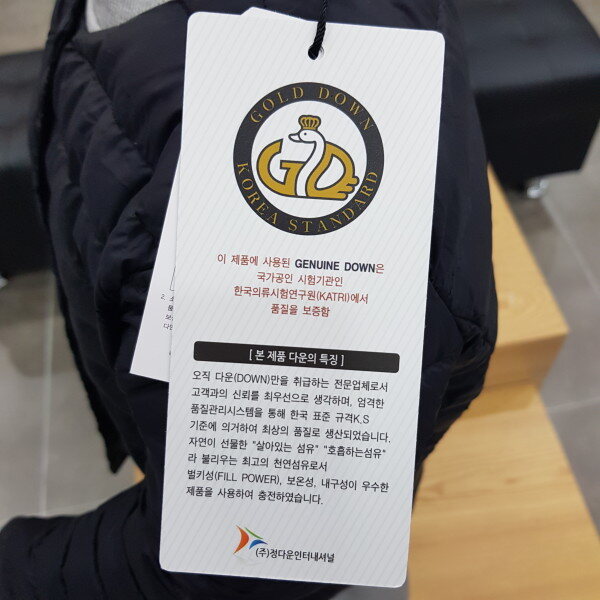 GOLD DOWN
GD
KOREA STANDARD
이 제품에 사용된 GENUINE DOWN은
국가공인 시험기관인
한국의류시험연구원(KATRI)에서
품질을 보증함
[ 본 제품 다운의 특징 ]
오직 다운(DOWN)만을 취급하는 전문업체로서
고객과의 신뢰를 최우선으로 생각하며, 엄격한
품질관리시스템을 통해 한국 표준 규격K.S
기준에 의거하여 최상의 품질로 생산되었습니다.
자연이 선물한 "살아있는 섬유" "호흡하는섬유"
라 불리우는 최고의 천연섬유로서
벌키성(FILL POWER), 보온성, 내구성이 우수한
제품을 사용하여 충전하였습니다.
(주)정다운인터내셔널